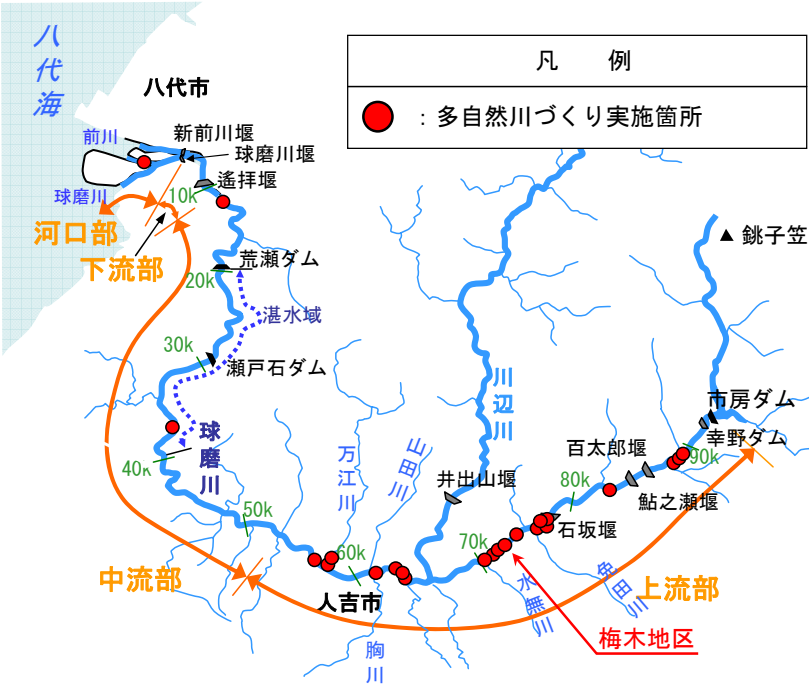 八代海
凡 例
：多自然川づくり実施箇所
八代市
新前川堰
前川
球磨川堰
遙拝堰
10k
球磨川
河口部
下流部
荒瀬ダム
20k
湛水域
30k
瀬戸石ダム
銚子笠
川辺川
市房ダム
幸野ダム
90k
球磨川
40k
万江川
山田川
井出山堰
百太郎堰
80k
鮎之瀬堰
50k
石坂堰
70k
60k
中流部
人吉市
水無川
免田川
上流部
梅木地区
胸川